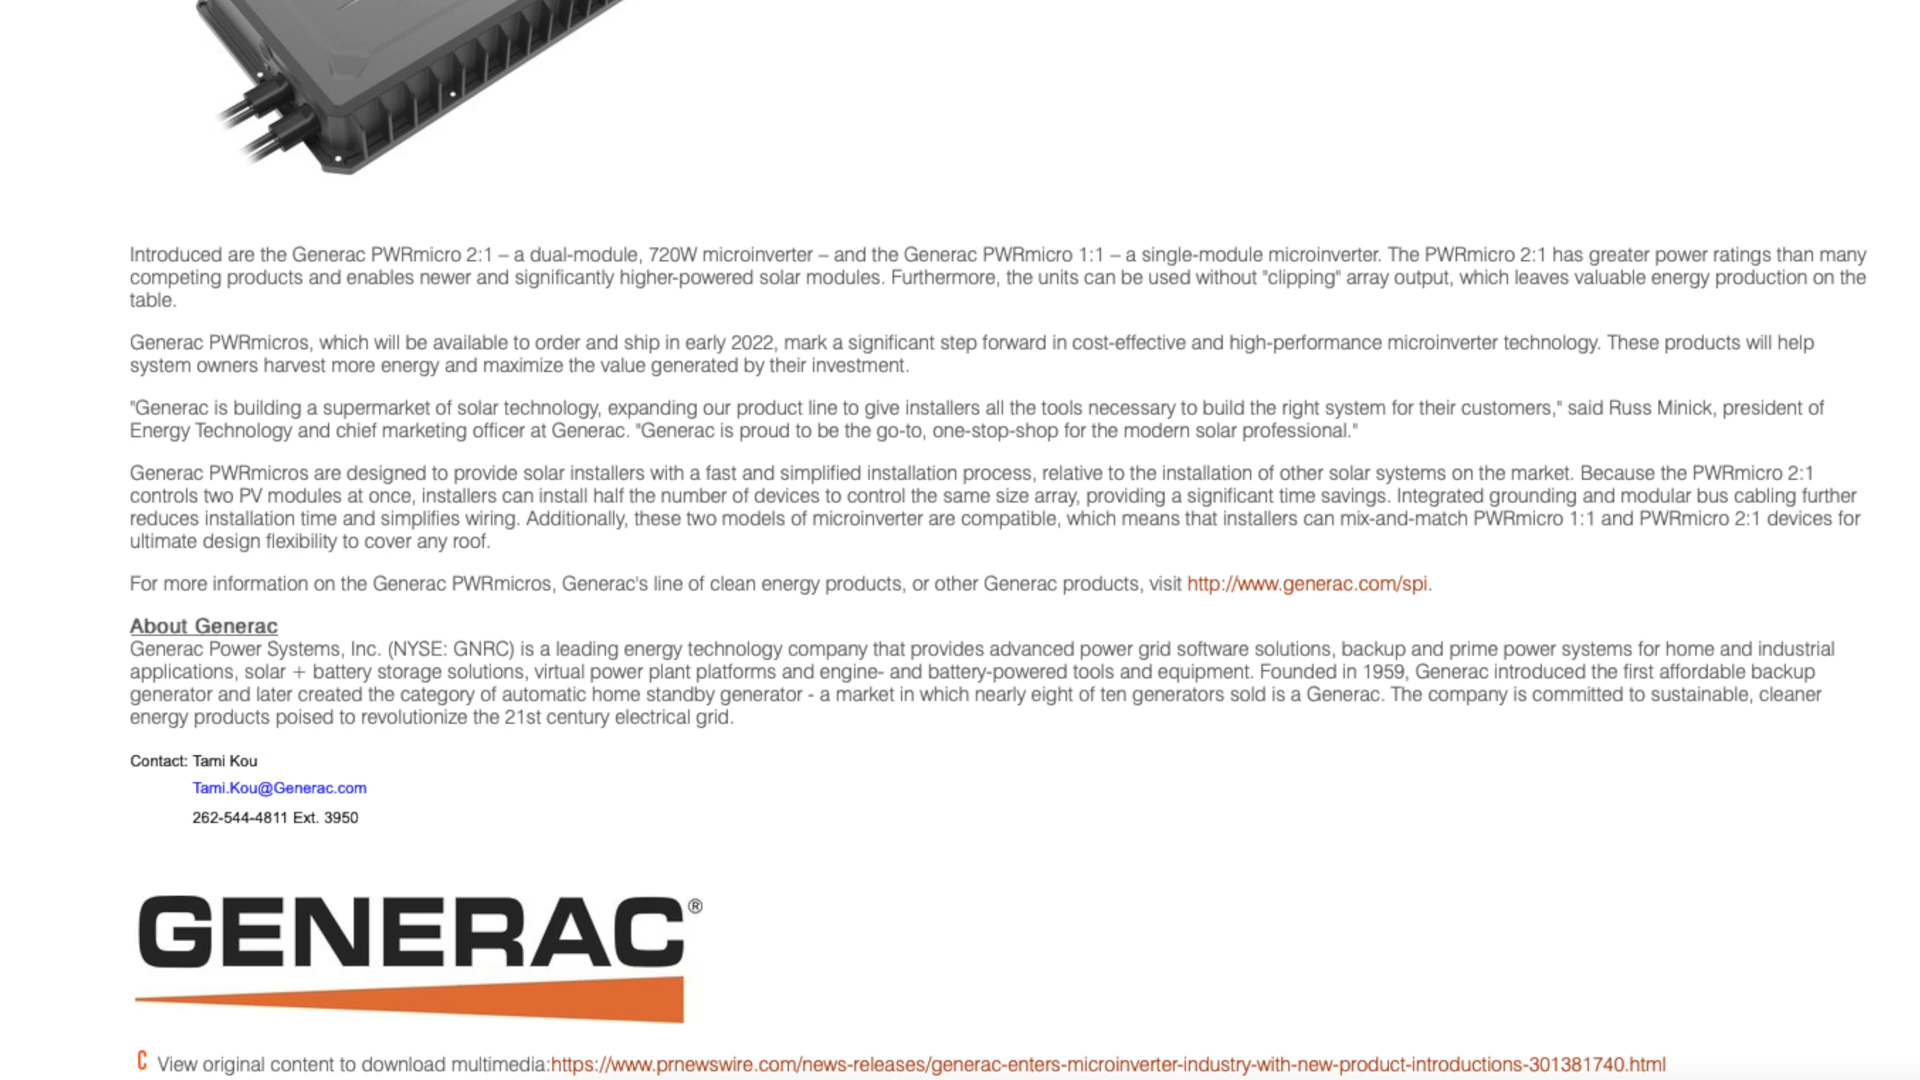 Introduced are the Generac PWRmicro 2:1 – a dual-module, 720W microinverter – and the Generac PWRmicro 1:1 – a single-module microinverter. The PWRmicro 2:1 has greater power ratings than many
competing products and enables newer and significantly higher-powered solar modules. Furthermore, the units can be used without "clipping" array output, which leaves valuable energy production on the
table.
Generac PWRmicros, which will be available to order and ship in early 2022, mark a significant step forward in cost-effective and high-performance microinverter technology. These products will help
system owners harvest more energy and maximize the value generated by their investment.
"Generac is building a supermarket of solar technology, expanding our product line to give installers all the tools necessary to build the right system for their customers," said Russ Minick, president of
Energy Technology and chief marketing officer at Generac. "Generac is proud to be the go-to, one-stop-shop for the modern solar professional."
Generac PWRmicros are designed to provide solar installers with a fast and simplified installation process, relative to the installation of other solar systems on the market. Because the PWRmicro 2:1
controls two PV modules at once, installers can install half the number of devices to control the same size array, providing a significant time savings. Integrated grounding and modular bus cabling further
reduces installation time and simplifies wiring. Additionally, these two models of microinverter are compatible, which means that installers can mix-and-match PWRmicro 1:1 and PWRmicro 2:1 devices for
ultimate design flexibility to cover any roof.
For more information on the Generac PWRmicros, Generac's line of clean energy products, or other Generac products, visit http://www.generac.com/spi.
About Generac
Generac Power Systems, Inc. (NYSE: GNRC) is a leading energy technology company that provides advanced power grid software solutions, backup and prime power systems for home and industrial
applications, solar + battery storage solutions, virtual power plant platforms and engine- and battery-powered tools and equipment. Founded in 1959, Generac introduced the first affordable backup
generator and later created the category of automatic home standby generator - a market in which nearly eight of ten generators sold is a Generac. The company is committed to sustainable, cleaner
energy products poised to revolutionize the 21st century electrical grid.
Contact: Tami Kou
Tami.Kou@Generac.com
262-544-4811 Ext. 3950
GENERAC®
C View original content to download multimedia:https://www.prnewswire.com/news-releases/generac-enters-microinverter-industry-with-new-product-introductions-301381740.html